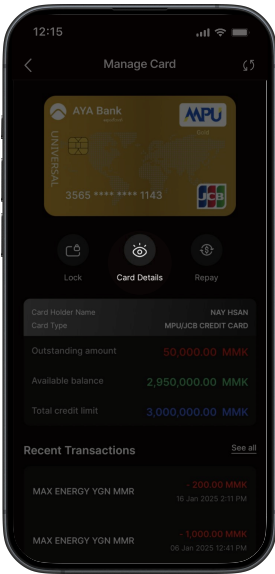 12:15
Manage Card
AYA Bank
MPU
UNIVERSAL
3565 **** **** 1143
JCB
Lock
Card Details
Repay
Card Holder Name NAY HSAN
Card Type MPU/JCB CREDIT CARD
Outstanding amount 50,000.00 MMK
Available balance 2,950,000.00 MMK
Total credit limit 3,000,000.00 MMK
Recent Transactions See all
MAX ENERGY YGN MMR - 200.00 MMK
16 Jan 2025 2:11 PM
MAX ENERGY YGN MMR - 1,000.00 MMK
06 Jan 2025 12:41 PM